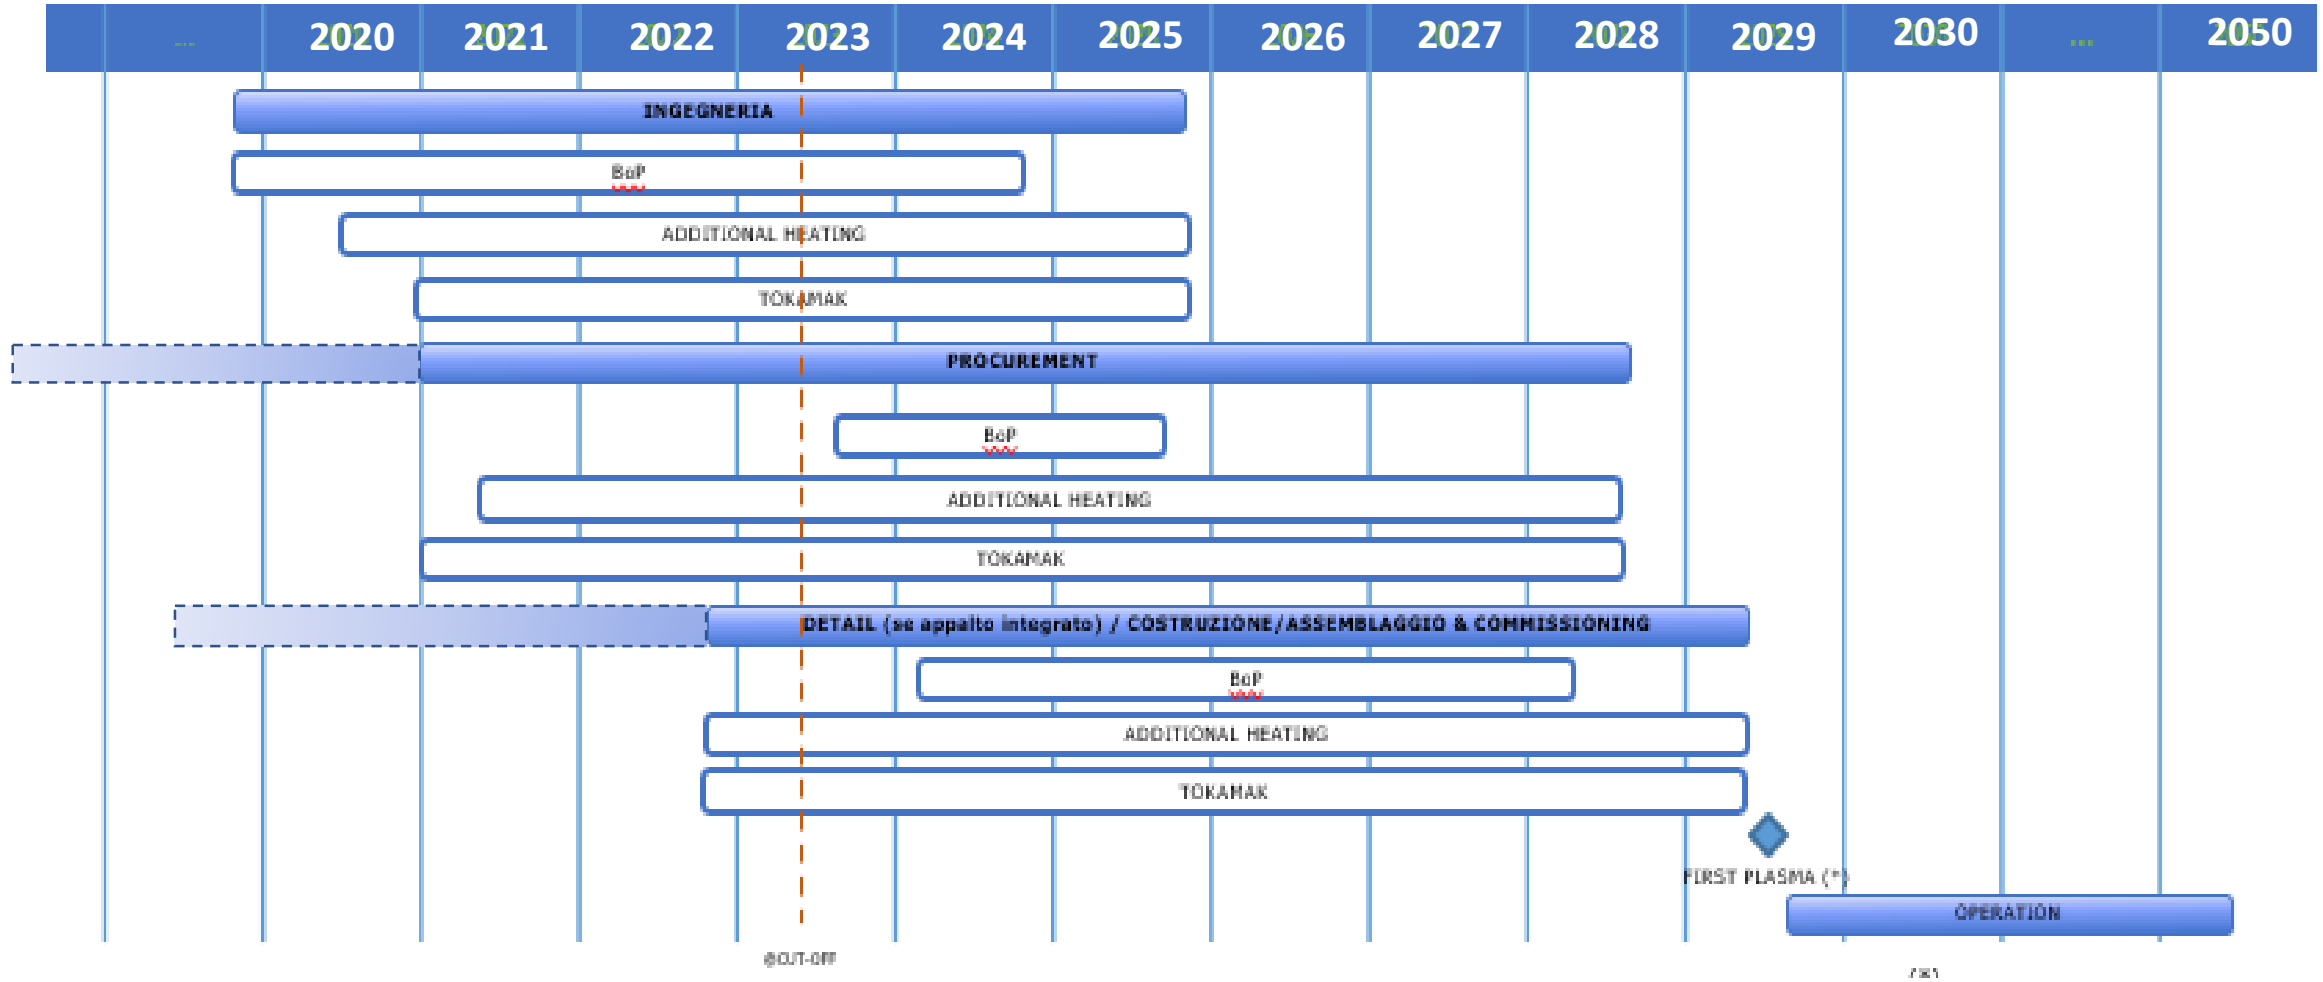 ... 2020 2021 2022 2023 2024 2025 2026 2027 2028 2029 2030 ... 2050
INGEGNERIA
BoP
ADDITIONAL HEATING
TOKAMAK
PROCUREMENT
BoP
ADDITIONAL HEATING
TOKAMAK
DETAIL (se appalto integrato) / COSTRUZIONE/ASSEMBLAGGIO & COMMISSIONING
BoP
ADDITIONAL HEATING
TOKAMAK
FIRST PLASMA (*)
OPERATION
@CUT-OFF